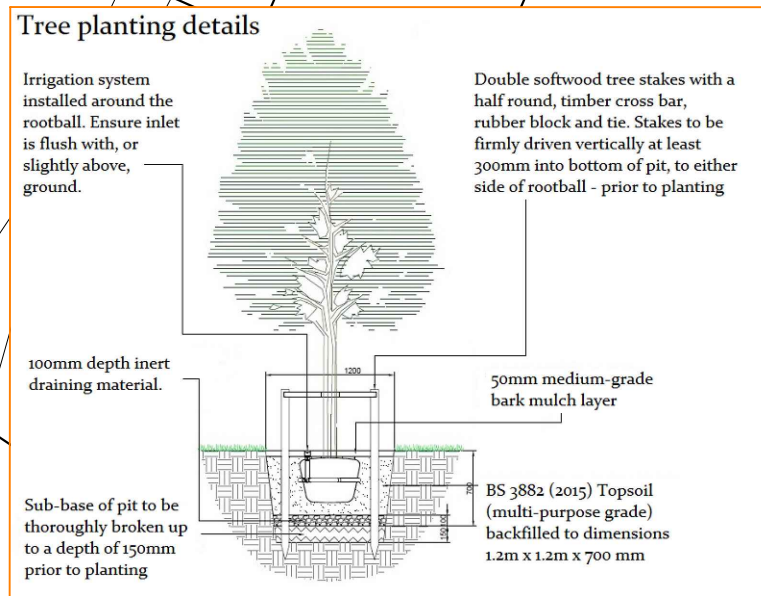 Tree planting details
Irrigation system
installed around the
rootball. Ensure inlet
is flush with, or
slightly above,
ground.
Double softwood tree stakes with a
half round, timber cross bar,
rubber block and tie. Stakes to be
firmly driven vertically at least
300mm into bottom of pit, to either
side of rootball - prior to planting
100mm depth inert
draining material.
1200
50mm medium-grade
bark mulch layer
700
Sub-base of pit to be
thoroughly broken up
to a depth of 150mm
prior to planting
150
100
BS 3882 (2015) Topsoil
(multi-purpose grade)
backfilled to dimensions
1.2m x 1.2m x 700 mm